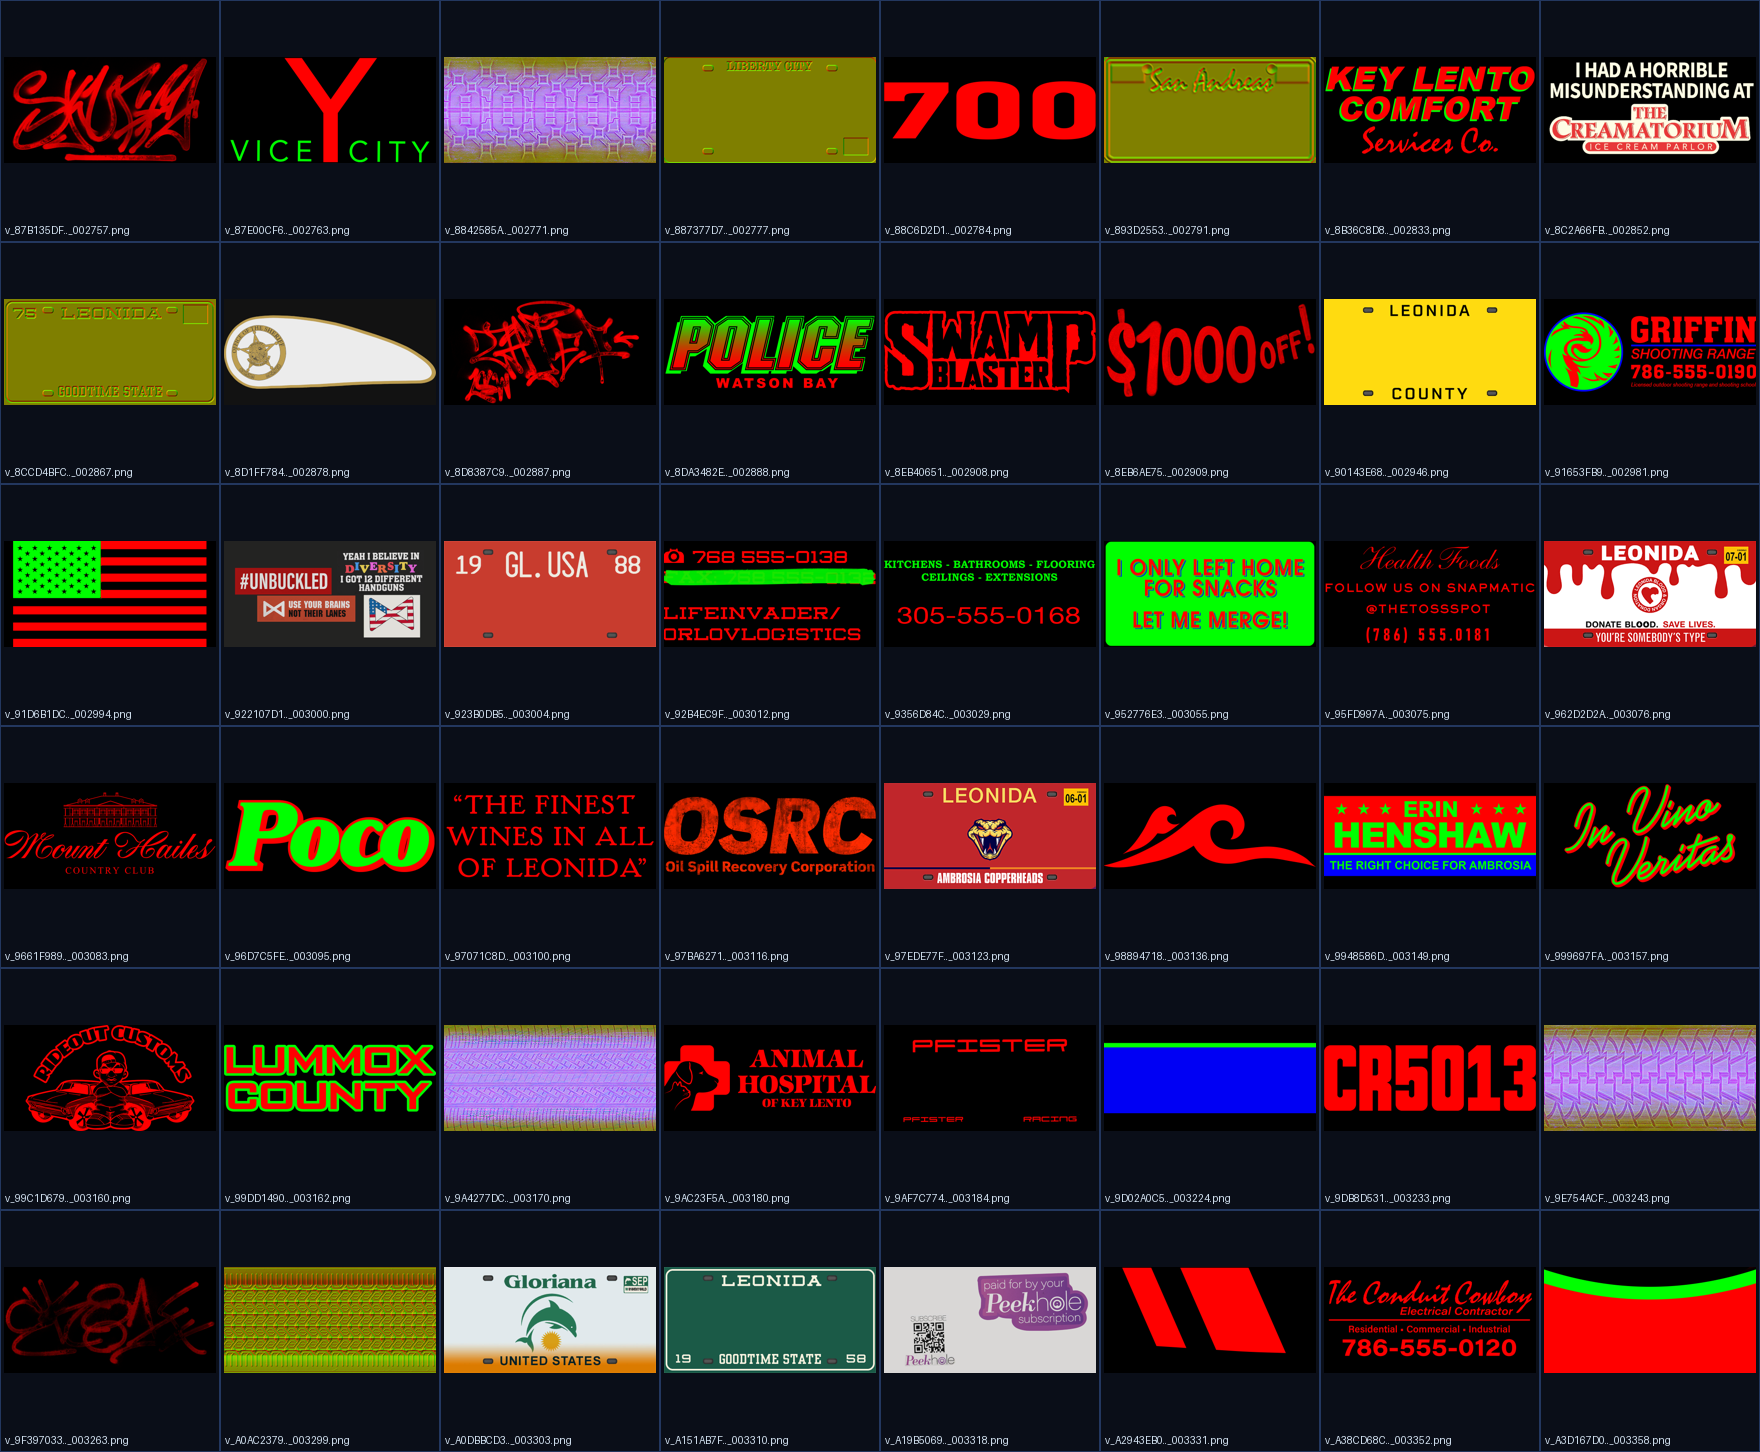 VICE Y CITY
LIBERTY CITY
700
San Andreas
KEY LENTO
COMFORT
Services Co.
I HAD A HORRIBLE
MISUNDERSTANDING AT
THE
CREAMATORIUM
ICE CREAM PARLOR
v_87B135DF.._002757.png
v_87E00CF6.._002763.png
v_8842585A.._002771.png
v_887377D7.._002777.png
v_88C6D2D1.._002784.png
v_893D2553.._002791.png
v_8B36C8D8.._002833.png
v_8C2A66FB.._002852.png
75 LEONIDA
GOODTIME STATE
POLICE
WATSON BAY
SWAMP
BLASTER
$1000 OFF!
LEONIDA
COUNTY
GRIFFIN
SHOOTING RANGE
786-555-0190
v_8CCD4BFC.._002867.png
v_8D1FF784.._002878.png
v_8D8387C9.._002887.png
v_8DA3482E.._002888.png
v_8EB40651.._002908.png
v_8EB6AE75.._002909.png
v_90143E68.._002946.png
v_91653FB9.._002981.png
#UNBUCKLED
YEAH I BELIEVE IN
DIVERSITY
I GOT 12 DIFFERENT
HANDGUNS
USE YOUR BRAINS
NOT THEIR LANES
19 GL.USA 88
768 555-0138
LIFEINVADER/
ORLOVLOGISTICS
KITCHENS - BATHROOMS - FLOORING
CEILINGS - EXTENSIONS
305-555-0168
I ONLY LEFT HOME
FOR SNACKS
LET ME MERGE!
Health Foods
FOLLOW US ON SNAPMATIC
@THETOSSSPOT
(786) 555.0181
LEONIDA
07-01
DONATE BLOOD. SAVE LIVES.
YOU'RE SOMEBODY'S TYPE
v_91D6B1DC.._002994.png
v_922107D1.._003000.png
v_923B0DB5.._003004.png
v_92B4EC9F.._003012.png
v_9356D84C.._003029.png
v_952776E3.._003055.png
v_95FD997A.._003075.png
v_962D2D2A.._003076.png
Mount Hailes
COUNTRY CLUB
Poco
“THE FINEST
WINES IN ALL
OF LEONIDA”
OSRC
Oil Spill Recovery Corporation
LEONIDA
06-01
AMBROSIA COPPERHEADS
ERIN
HENSHAW
THE RIGHT CHOICE FOR AMBROSIA
In Vino
Veritas
v_9661F989.._003083.png
v_96D7C5FE.._003095.png
v_97071C8D.._003100.png
v_97BA6271.._003116.png
v_97EDE77F.._003123.png
v_98894718.._003136.png
v_9948586D.._003149.png
v_999697FA.._003157.png
RIDEOUT CUSTOMS
LUMMOX
COUNTY
ANIMAL
HOSPITAL
OF KEY LENTO
PFISTER
PFISTER RACING
CR5013
v_99C1D679.._003160.png
v_99DD1490.._003162.png
v_9A4277DC.._003170.png
v_9AC23F5A.._003180.png
v_9AF7C774.._003184.png
v_9D02A0C5.._003224.png
v_9DB8D531.._003233.png
v_9E754ACF.._003243.png
Gloriana
SEP
UNITED STATES
LEONIDA
19 GOODTIME STATE 58
paid for by your
Peekhole
subscription
SUBSCRIBE
Peekhole
The Conduit Cowboy
Electrical Contractor
Residential • Commercial • Industrial
786-555-0120
v_9F397033.._003263.png
v_A0AC2379.._003299.png
v_A0DBBCD3.._003303.png
v_A151AB7F.._003310.png
v_A19B5069.._003318.png
v_A2943EB0.._003331.png
v_A38CD68C.._003352.png
v_A3D167D0.._003358.png